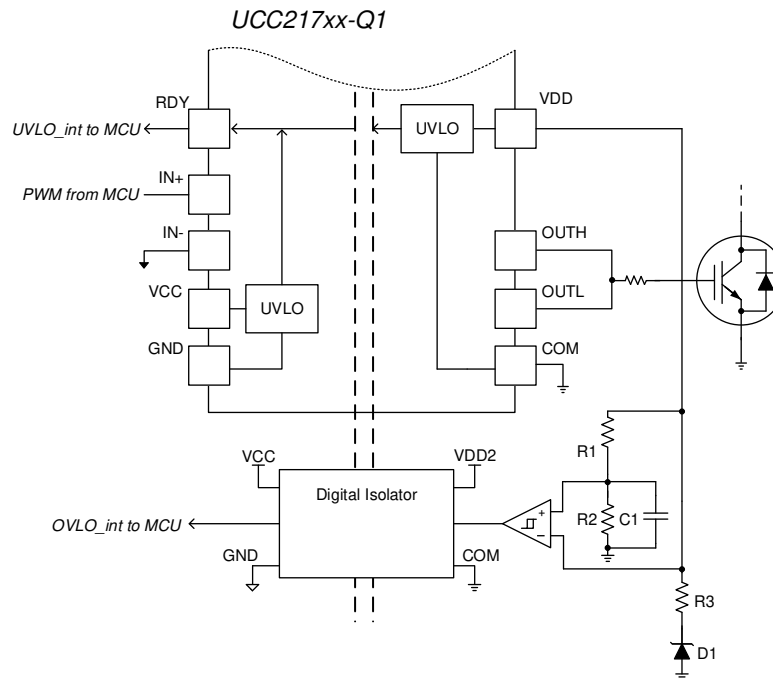 UCC217xx-Q1
RDY
VDD
UVLO_int to MCU
UVLO
IN+
PWM from MCU
IN-
OUTH
VCC
OUTL
UVLO
GND
COM
R1
VCC
VDD2
Digital Isolator
R2
C1
+
-
OVLO_int to MCU
GND
COM
R3
D1